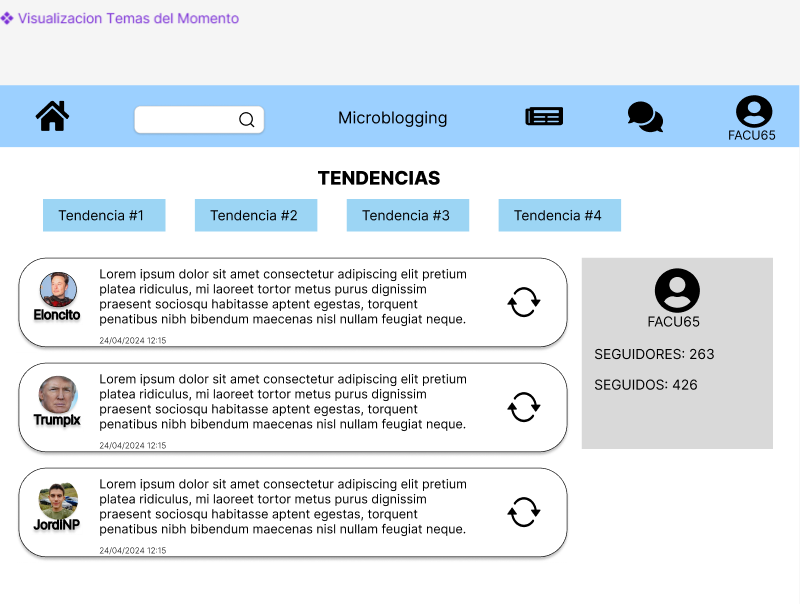 Visualizacion Temas del Momento
Microblogging
FACU65
TENDENCIAS
Tendencia #1
Tendencia #2
Tendencia #3
Tendencia #4
Lorem ipsum dolor sit amet consectetur adipiscing elit pretium
platea ridiculus, mi laoreet tortor metus purus dignissim
praesent sociosqu habitasse aptent egestas, torquent
penatibus nibh bibendum maecenas nisl nullam feugiat neque.
Eloncito
24/04/2024 12:15
Lorem ipsum dolor sit amet consectetur adipiscing elit pretium
platea ridiculus, mi laoreet tortor metus purus dignissim
praesent sociosqu habitasse aptent egestas, torquent
penatibus nibh bibendum maecenas nisl nullam feugiat neque.
Trumpix
24/04/2024 12:15
Lorem ipsum dolor sit amet consectetur adipiscing elit pretium
platea ridiculus, mi laoreet tortor metus purus dignissim
praesent sociosqu habitasse aptent egestas, torquent
penatibus nibh bibendum maecenas nisl nullam feugiat neque.
JordiNP
24/04/2024 12:15
FACU65
SEGUIDORES: 263
SEGUIDOS: 426